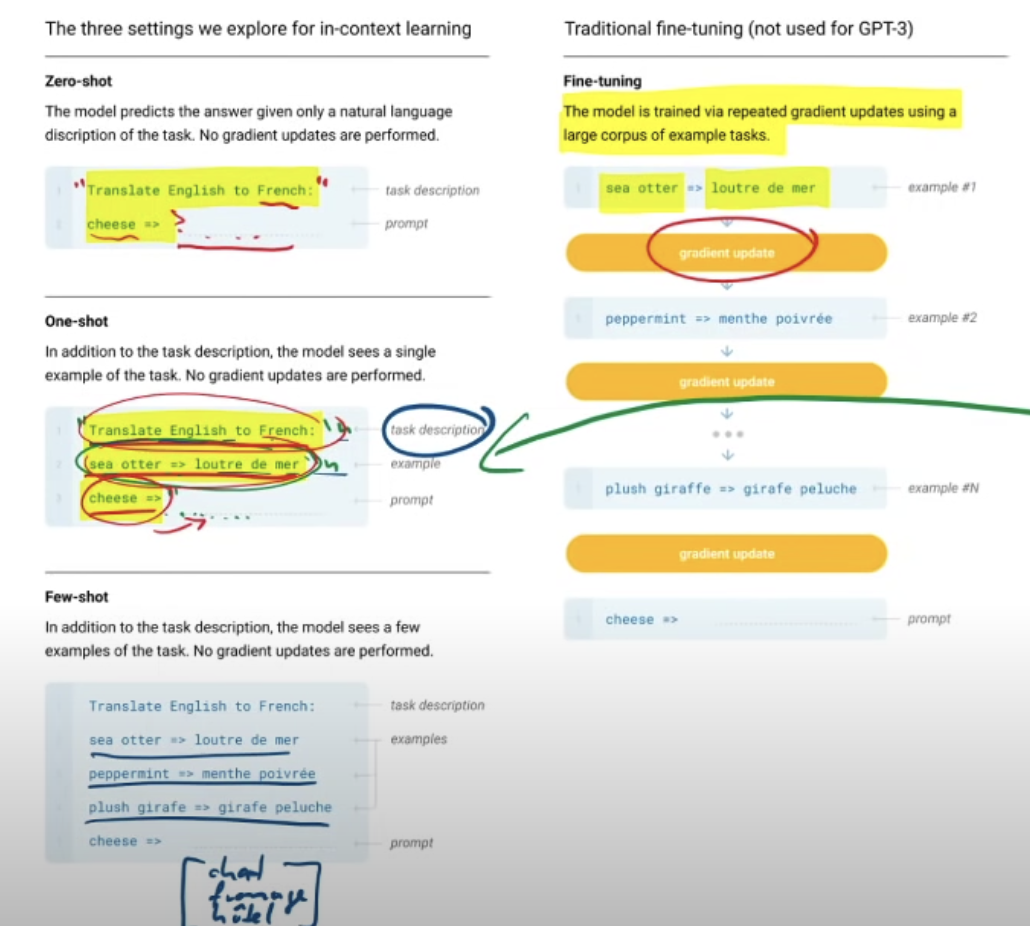 The three settings we explore for in-context learning
Zero-shot
The model predicts the answer given only a natural language
discription of the task. No gradient updates are performed.
1 Translate English to French: task description
2 cheese => prompt
One-shot
In addition to the task description, the model sees a single
example of the task. No gradient updates are performed.
1 Translate English to French: task description
2 sea otter => loutre de mer example
3 cheese => prompt
Few-shot
In addition to the task description, the model sees a few
examples of the task. No gradient updates are performed.
Translate English to French: task description
sea otter => loutre de mer examples
peppermint => menthe poivrée
plush girafe => girafe peluche
cheese => prompt
fromage
hôtel
Traditional fine-tuning (not used for GPT-3)
Fine-tuning
The model is trained via repeated gradient updates using a
large corpus of example tasks.
1 sea otter => loutre de mer example #1
gradient update
1 peppermint => menthe poivrée example #2
gradient update
•••
1 plush giraffe => girafe peluche example #N
gradient update
1 cheese => prompt